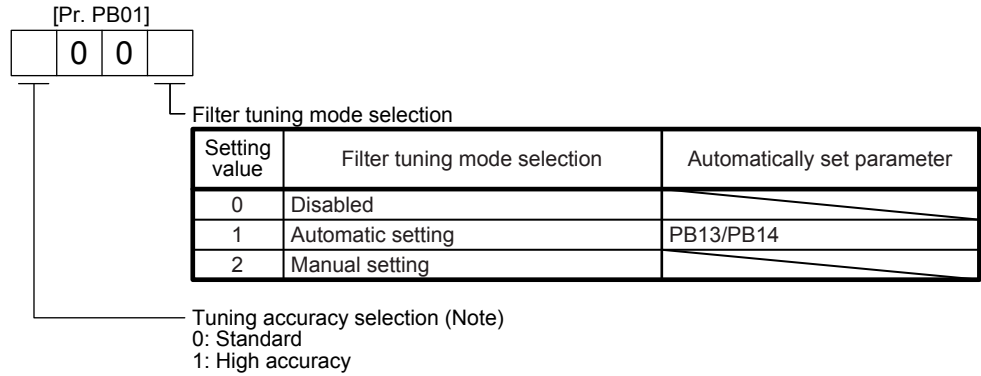 [Pr. PB01]
0 0
Filter tuning mode selection
Setting value Filter tuning mode selection Automatically set parameter
0 Disabled
1 Automatic setting PB13/PB14
2 Manual setting
Tuning accuracy selection (Note)
0: Standard
1: High accuracy